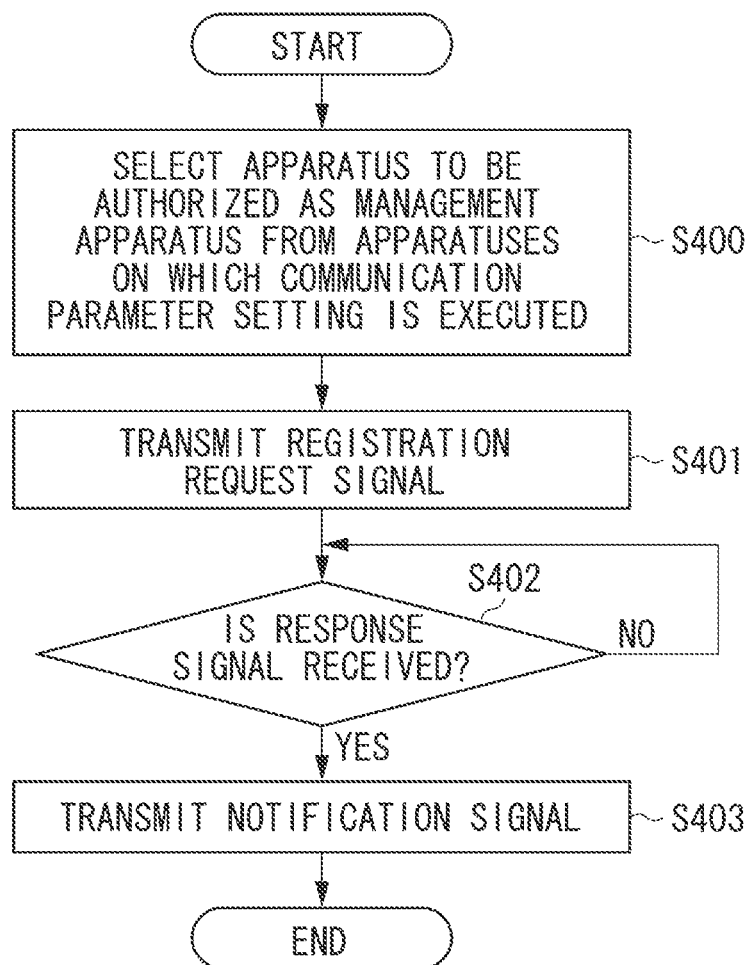 START
SELECT APPARATUS TO BE
AUTHORIZED AS MANAGEMENT
APPARATUS FROM APPARATUSES
ON WHICH COMMUNICATION
PARAMETER SETTING IS EXECUTED
S400
TRANSMIT REGISTRATION
REQUEST SIGNAL
S401
S402
IS RESPONSE
SIGNAL RECEIVED?
NO
YES
TRANSMIT NOTIFICATION SIGNAL
S403
END